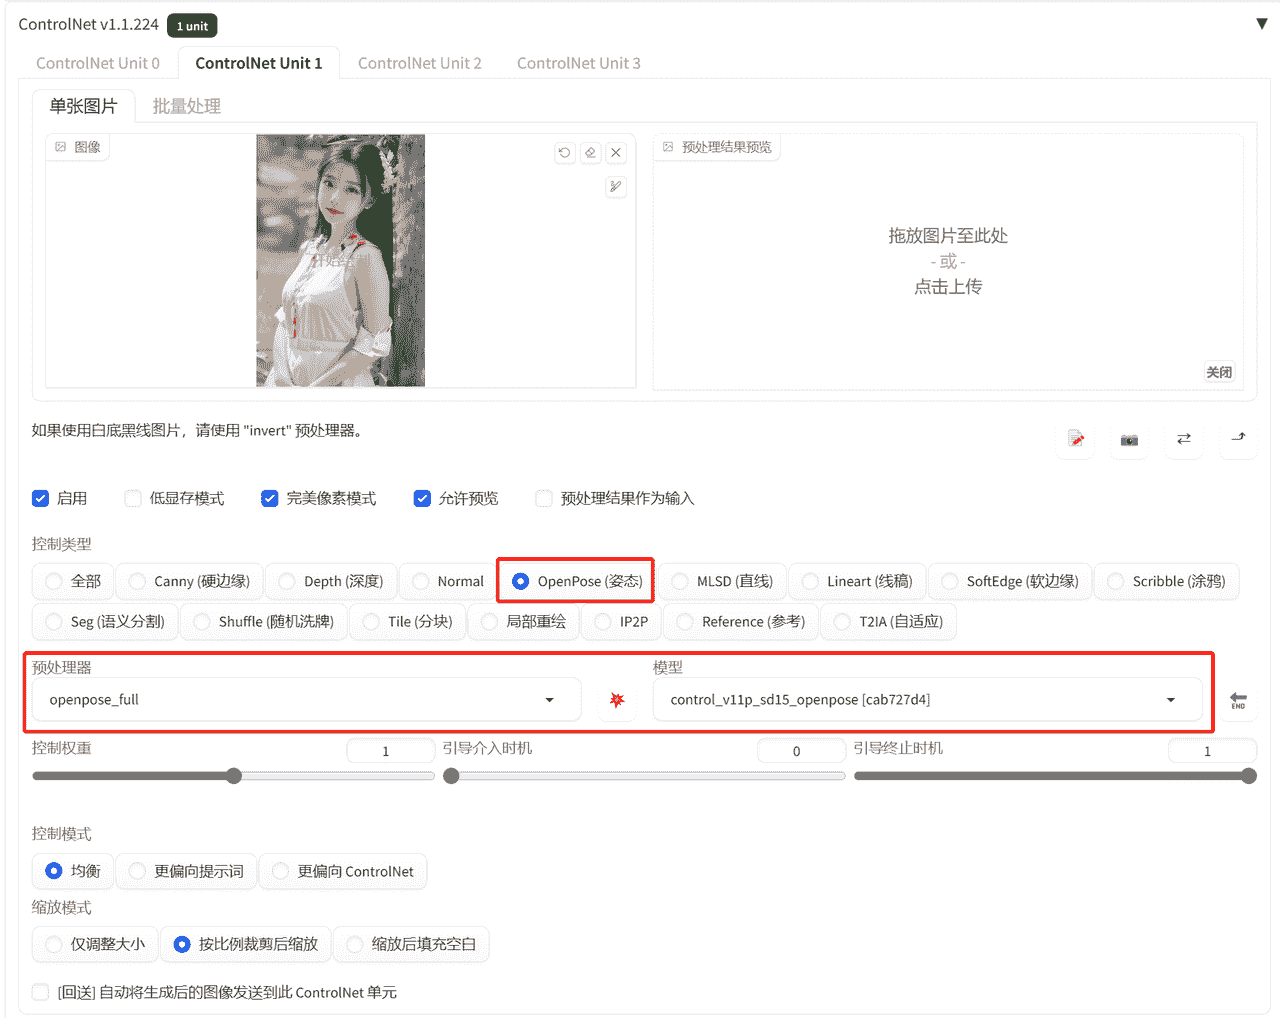 ControlNet v1.1.224 1 unit ▼
ControlNet Unit 0 ControlNet Unit 1 ControlNet Unit 2 ControlNet Unit 3
单张图片 批量处理
图像 预处理结果预览
拖放图片至此处
- 或 -
点击上传
关闭
如果使用白底黑线图片，请使用 "invert" 预处理器。
启用 低显存模式 完美像素模式 允许预览 预处理结果作为输入
控制类型
全部 Canny (硬边缘) Depth (深度) Normal OpenPose (姿态) MLSD (直线) Lineart (线稿) SoftEdge (软边缘) Scribble (涂鸦)
Seg (语义分割) Shuffle (随机洗牌) Tile (分块) 局部重绘 IP2P Reference (参考) T2IA (自适应)
预处理器 模型
openpose_full control_v11p_sd15_openpose [cab727d4] END
控制权重 1 引导介入时机 0 引导终止时机 1
控制模式
均衡 更偏向提示词 更偏向 ControlNet
缩放模式
仅调整大小 按比例裁剪后缩放 缩放后填充空白
[回送] 自动将生成后的图像发送到此 ControlNet 单元